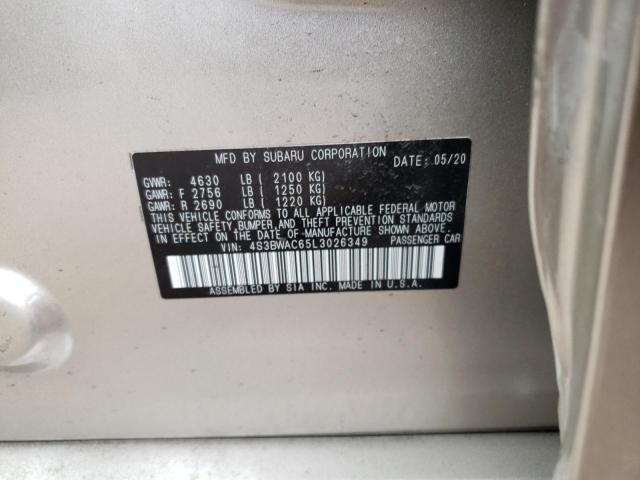 MFD BY SUBARU CORPORATION DATE: 05/20
GVWR: 4630 LB ( 2100 KG)
GAWR: F 2756 LB ( 1250 KG)
GAWR: R 2690 LB ( 1220 KG)
THIS VEHICLE CONFORMS TO ALL APPLICABLE FEDERAL MOTOR
VEHICLE SAFETY, BUMPER, AND THEFT PREVENTION STANDARDS
IN EFFECT ON THE DATE OF MANUFACTURE SHOWN ABOVE.
VIN: 4S3BWAC65L3026349 PASSENGER CAR
ASSEMBLED BY SIA INC. MADE IN U.S.A.